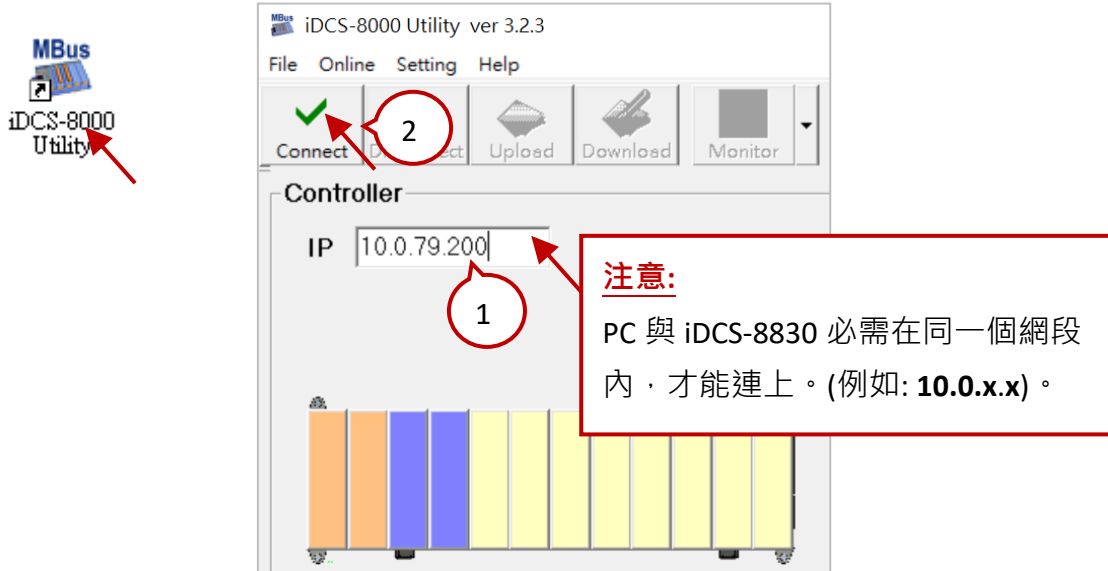 MBus
iDCS-8000
Utility
MBus
iDCS-8000 Utility ver 3.2.3
File Online Setting Help
2
Connect Upload Download Monitor
Controller
IP 10.0.79.200
1
注意:
PC 與 iDCS-8830 必需在同一個網段
內，才能連上。(例如: 10.0.x.x)。